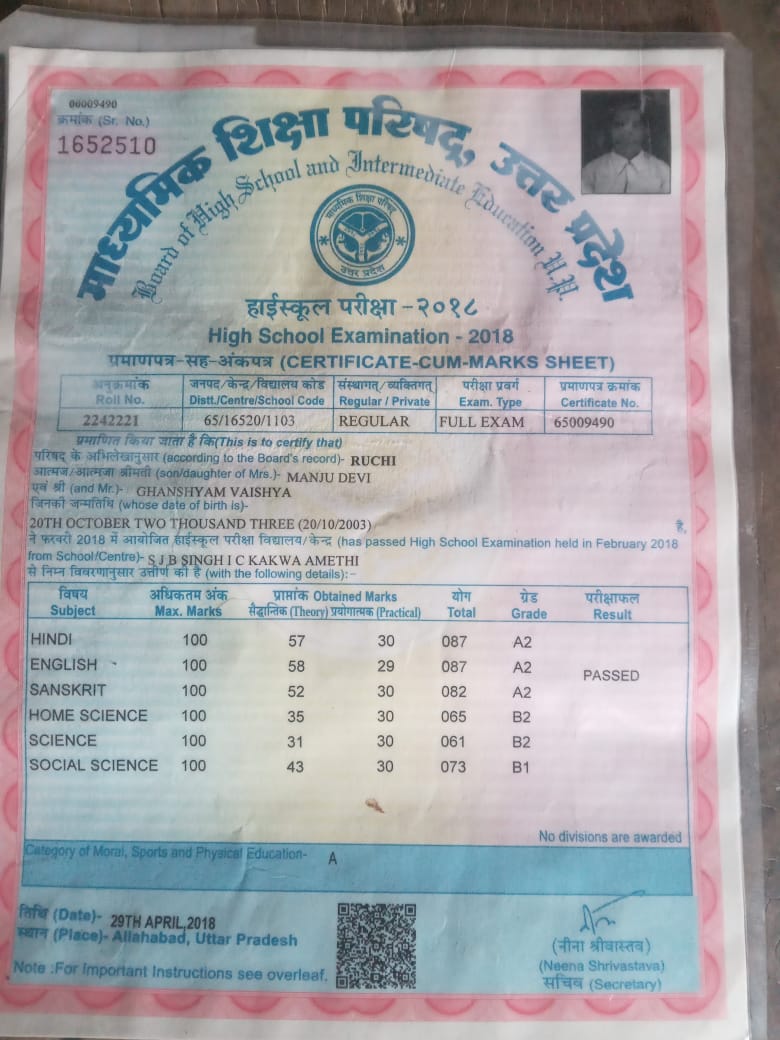 00009490
क्रमांक (Sr. No.)
1652510
माध्यमिक शिक्षा परिषद्, उत्तर प्रदेश
Board of High School and Intermediate Education U.P.
माध्यमिक शिक्षा परिषद
उत्तर प्रदेश
हाईस्कूल परीक्षा -२०१८
High School Examination - 2018
प्रमाणपत्र-सह-अंकपत्र (CERTIFICATE-CUM-MARKS SHEET)
अनुक्रमांक जनपद/केन्द्र/विद्यालय कोड संस्थागत/व्यक्तिगत परीक्षा प्रवर्ग प्रमाणपत्र क्रमांक
Roll No. Distt./Centre/School Code Regular / Private Exam. Type Certificate No.
2242221 65/16520/1103 REGULAR FULL EXAM 65009490
प्रमाणित किया जाता है कि(This is to certify that)
परिषद के अभिलेखानुसार (according to the Board's record)- RUCHI
आत्मज/आत्मजा श्रीमती (son/daughter of Mrs.)- MANJU DEVI
एवं श्री (and Mr.)- GHANSHYAM VAISHYA
जिनकी जन्मतिथि (whose date of birth is)-
20TH OCTOBER TWO THOUSAND THREE (20/10/2003) है,
ने फरवरी 2018 में आयोजित हाईस्कूल परीक्षा विद्यालय/केन्द्र (has passed High School Examination held in February 2018
from School/Centre)- S J B SINGH I C KAKWA AMETHI
से निम्न विवरणानुसार उत्तीर्ण की है (with the following details):-
विषय अधिकतम अंक प्राप्तांक Obtained Marks योग ग्रेड परीक्षाफल
Subject Max. Marks सैद्धान्तिक (Theory) प्रयोगात्मक (Practical) Total Grade Result
HINDI 100 57 30 087 A2
ENGLISH 100 58 29 087 A2 PASSED
SANSKRIT 100 52 30 082 A2
HOME SCIENCE 100 35 30 065 B2
SCIENCE 100 31 30 061 B2
SOCIAL SCIENCE 100 43 30 073 B1
No divisions are awarded
Category of Moral, Sports and Physical Education- A
तिथि (Date)- 29TH APRIL,2018
स्थान (Place)- Allahabad, Uttar Pradesh
Note :For Important Instructions see overleaf.
(नीना श्रीवास्तव)
(Neena Shrivastava)
सचिव (Secretary)